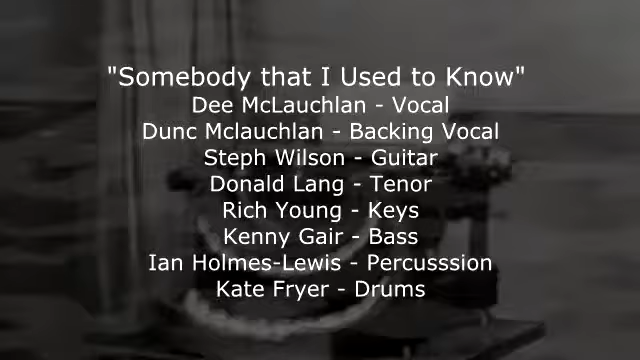 "Somebody that I Used to Know"
Dee McLauchlan - Vocal
Dunc Mclauchlan - Backing Vocal
Steph Wilson - Guitar
Donald Lang - Tenor
Rich Young - Keys
Kenny Gair - Bass
Ian Holmes-Lewis - Percusssion
Kate Fryer - Drums